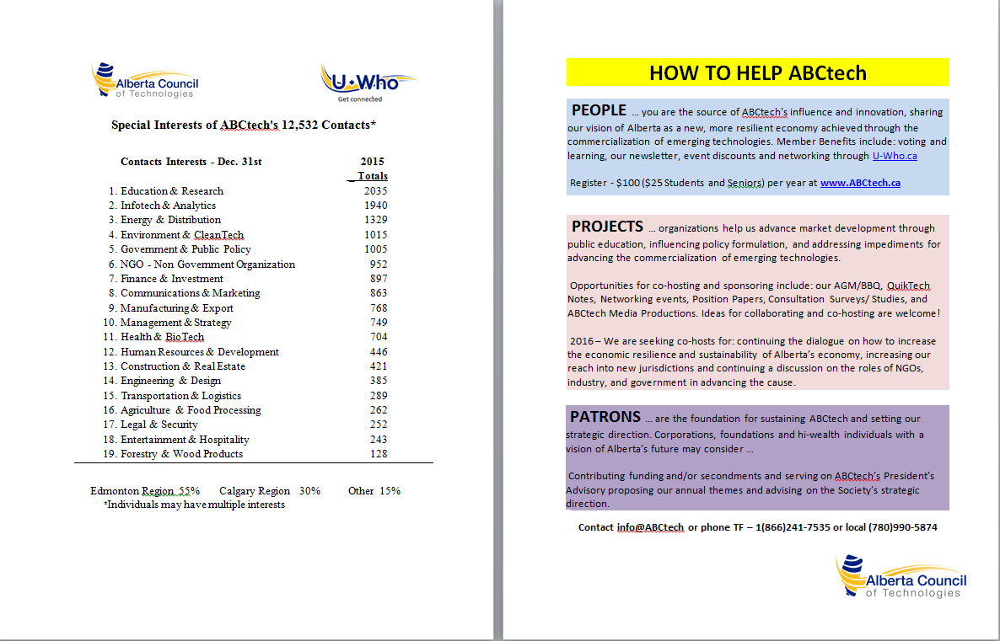 Alberta Council
of Technologies
U·Who
Get connected
Special Interests of ABCtech's 12,532 Contacts*
Contacts Interests - Dec. 31st 2015
Totals
1. Education & Research 2035
2. Infotech & Analytics 1940
3. Energy & Distribution 1329
4. Environment & CleanTech 1015
5. Government & Public Policy 1005
6. NGO - Non Government Organization 952
7. Finance & Investment 897
8. Communications & Marketing 863
9. Manufacturing & Export 768
10. Management & Strategy 749
11. Health & BioTech 704
12. Human Resources & Development 446
13. Construction & Real Estate 421
14. Engineering & Design 385
15. Transportation & Logistics 289
16. Agriculture & Food Processing 262
17. Legal & Security 252
18. Entertainment & Hospitality 243
19. Forestry & Wood Products 128
Edmonton Region 55% Calgary Region 30% Other 15%
*Individuals may have multiple interests
HOW TO HELP ABCtech
PEOPLE ... you are the source of ABCtech's influence and innovation, sharing
our vision of Alberta as a new, more resilient economy achieved through the
commercialization of emerging technologies. Member Benefits include: voting and
learning, our newsletter, event discounts and networking through U-Who.ca
Register - $100 ($25 Students and Seniors) per year at www.ABCtech.ca
PROJECTS ... organizations help us advance market development through
public education, influencing policy formulation, and addressing impediments for
advancing the commercialization of emerging technologies.
Opportunities for co-hosting and sponsoring include: our AGM/BBQ, QuikTech
Notes, Networking events, Position Papers, Consultation Surveys/ Studies, and
ABCtech Media Productions. Ideas for collaborating and co-hosting are welcome!
2016 – We are seeking co-hosts for: continuing the dialogue on how to increase
the economic resilience and sustainability of Alberta's economy, increasing our
reach into new jurisdictions and continuing a discussion on the roles of NGOs,
industry, and government in advancing the cause.
PATRONS ... are the foundation for sustaining ABCtech and setting our
strategic direction. Corporations, foundations and hi-wealth individuals with a
vision of Alberta's future may consider ...
Contributing funding and/or secondments and serving on ABCtech's President's
Advisory proposing our annual themes and advising on the Society's strategic
direction.
Contact info@ABCtech or phone TF – 1(866)241-7535 or local (780)990-5874
Alberta Council
of Technologies